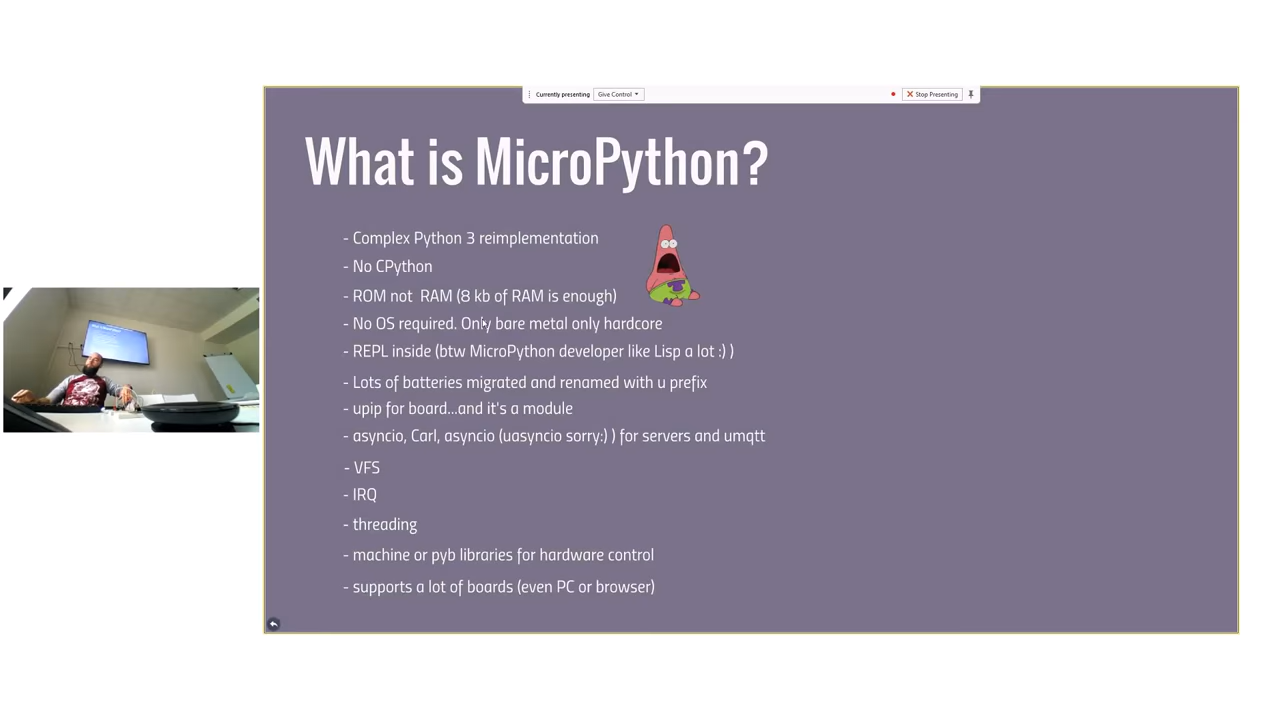 Currently presenting Give Control Stop Presenting
What is MicroPython?
- Complex Python 3 reimplementation
- No CPython
- ROM not RAM (8 kb of RAM is enough)
- No OS required. Only bare metal only hardcore
- REPL inside (btw MicroPython developer like Lisp a lot :) )
- Lots of batteries migrated and renamed with u prefix
- upip for board...and it's a module
- asyncio, Carl, asyncio (uasyncio sorry:) ) for servers and umqtt
- VFS
- IRQ
- threading
- machine or pyb libraries for hardware control
- supports a lot of boards (even PC or browser)